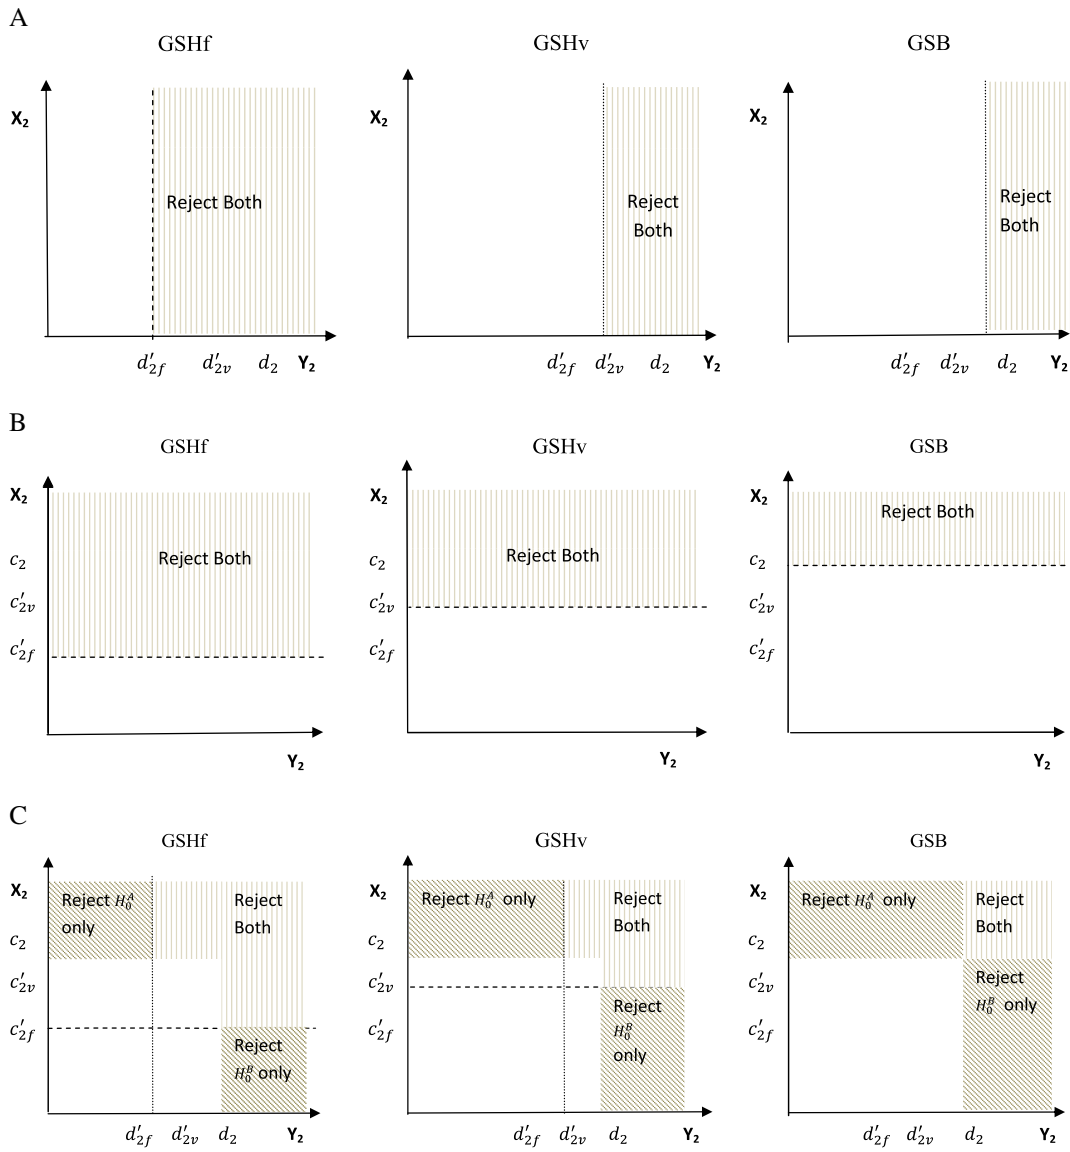 A
GSHf GSHv GSB
X₂ X₂ X₂
Reject Both
Reject
Both
Reject
Both
d′₂f d′₂v d₂ Y₂ d′₂f d′₂v d₂ Y₂ d′₂f d′₂v d₂ Y₂
B
GSHf GSHv GSB
X₂ X₂ X₂
Reject Both Reject Both Reject Both
c₂ c₂ c₂
c′₂v c′₂v c′₂v
c′₂f c′₂f c′₂f
Y₂ Y₂ Y₂
C
GSHf GSHv GSB
X₂
Reject H₀ᴬ
only
Reject
Both
c₂
c′₂v
c′₂f
Reject
H₀ᴮ only
d′₂f d′₂v d₂ Y₂
X₂
Reject H₀ᴬ only
Reject
Both
c₂
c′₂v
c′₂f
Reject
H₀ᴮ
only
d′₂f d′₂v d₂ Y₂
X₂
Reject H₀ᴬ only
Reject
Both
c₂
c′₂v
c′₂f
Reject
H₀ᴮ only
d′₂f d′₂v d₂ Y₂